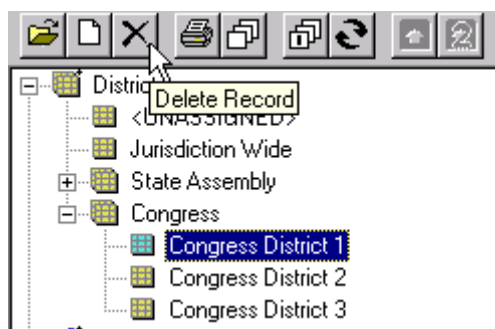 Distric
Delete Record
<UNASSIGNED>
Jurisdiction Wide
State Assembly
Congress
Congress District 1
Congress District 2
Congress District 3